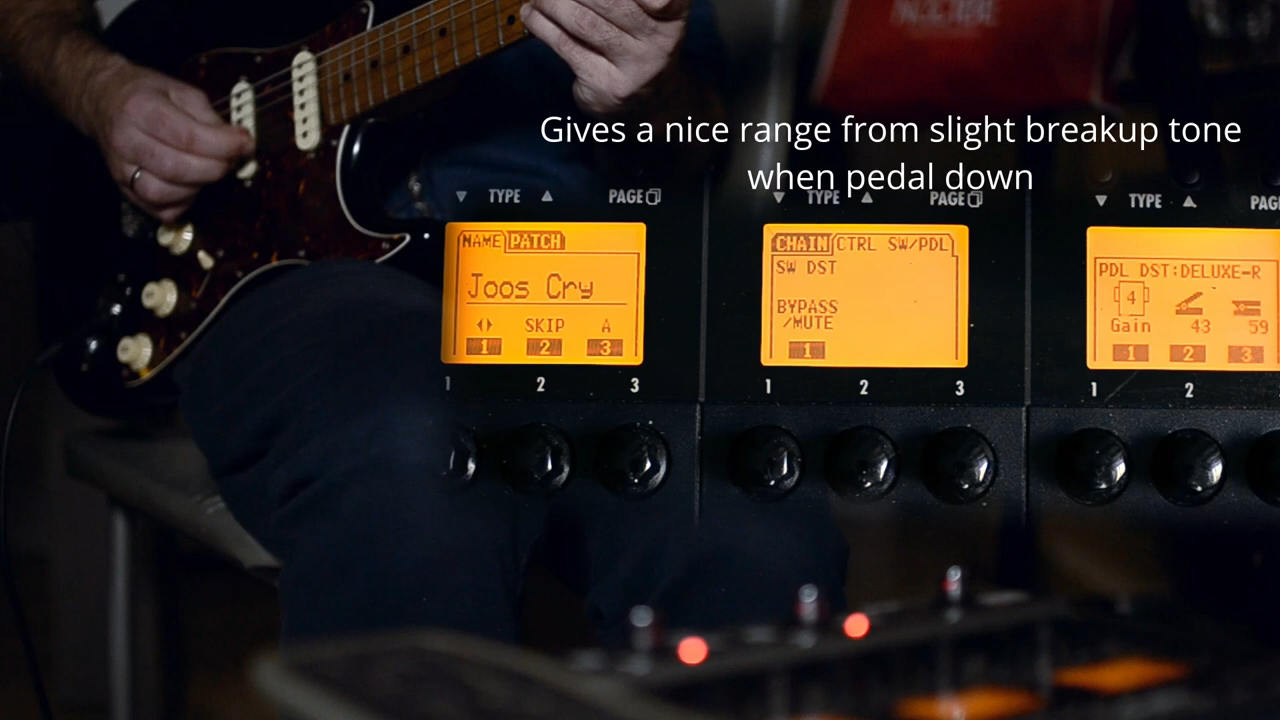 Gives a nice range from slight breakup tone
when pedal down
TYPE PAGE
TYPE PAGE
TYPE
NAME PATCH
Joos Cry
SKIP A
1 2 3
1 2 3
CHAIN CTRL SW/PDL
SW DST
BYPASS
/MUTE
1
1 2 3
PDL DST:DELUXE-R
4
Gain 43 59
1 2 3
1 2